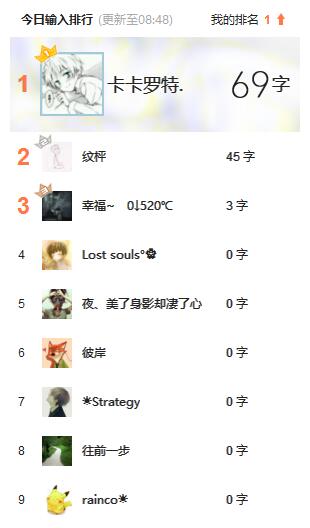 今日输入排行 (更新至08:48) 我的排名 1
1 卡卡罗特. 69字
2 纹枰 45 字
3 幸福~ 0↓520℃ 3 字
4 Lost souls°✿ 0 字
5 夜、美了身影却凄了心 0 字
6 彼岸 0 字
7 ☀Strategy 0 字
8 往前一步 0 字
9 rainco☀ 0 字